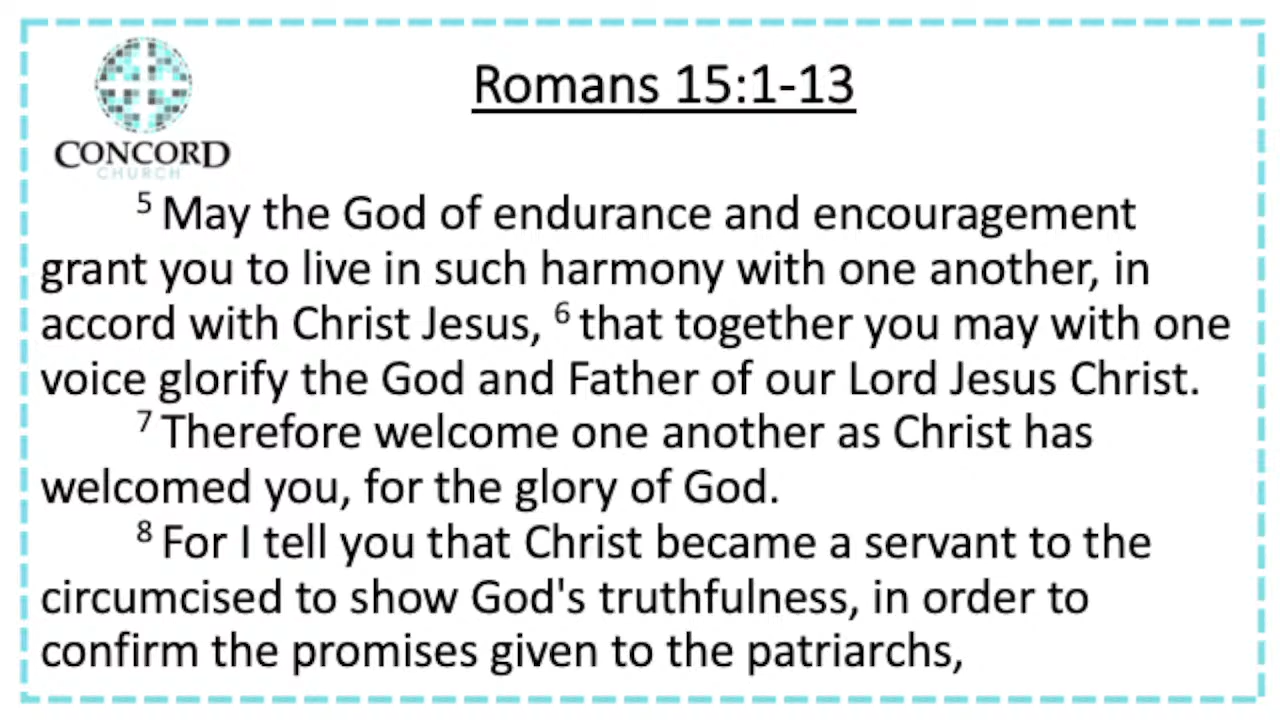 Romans 15:1-13
CONCORD
CHURCH
5 May the God of endurance and encouragement
grant you to live in such harmony with one another, in
accord with Christ Jesus, 6 that together you may with one
voice glorify the God and Father of our Lord Jesus Christ.
7 Therefore welcome one another as Christ has
welcomed you, for the glory of God.
8 For I tell you that Christ became a servant to the
circumcised to show God's truthfulness, in order to
confirm the promises given to the patriarchs,